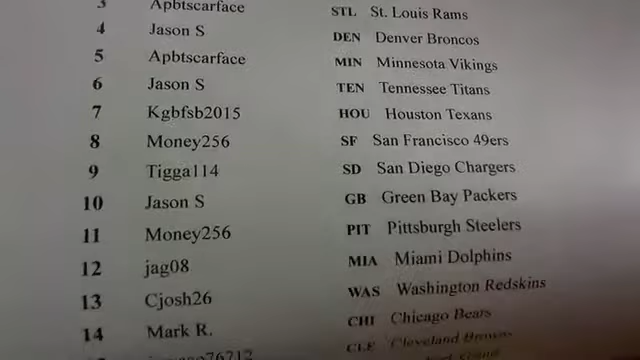 3 Apbtscarface STL St. Louis Rams
4 Jason S DEN Denver Broncos
5 Apbtscarface MIN Minnesota Vikings
6 Jason S TEN Tennessee Titans
7 Kgbfsb2015 HOU Houston Texans
8 Money256 SF San Francisco 49ers
9 Tigga114 SD San Diego Chargers
10 Jason S GB Green Bay Packers
11 Money256 PIT Pittsburgh Steelers
12 jag08 MIA Miami Dolphins
13 Cjosh26 WAS Washington Redskins
14 Mark R. CHI Chicago Bears
CLE Cleveland Browns